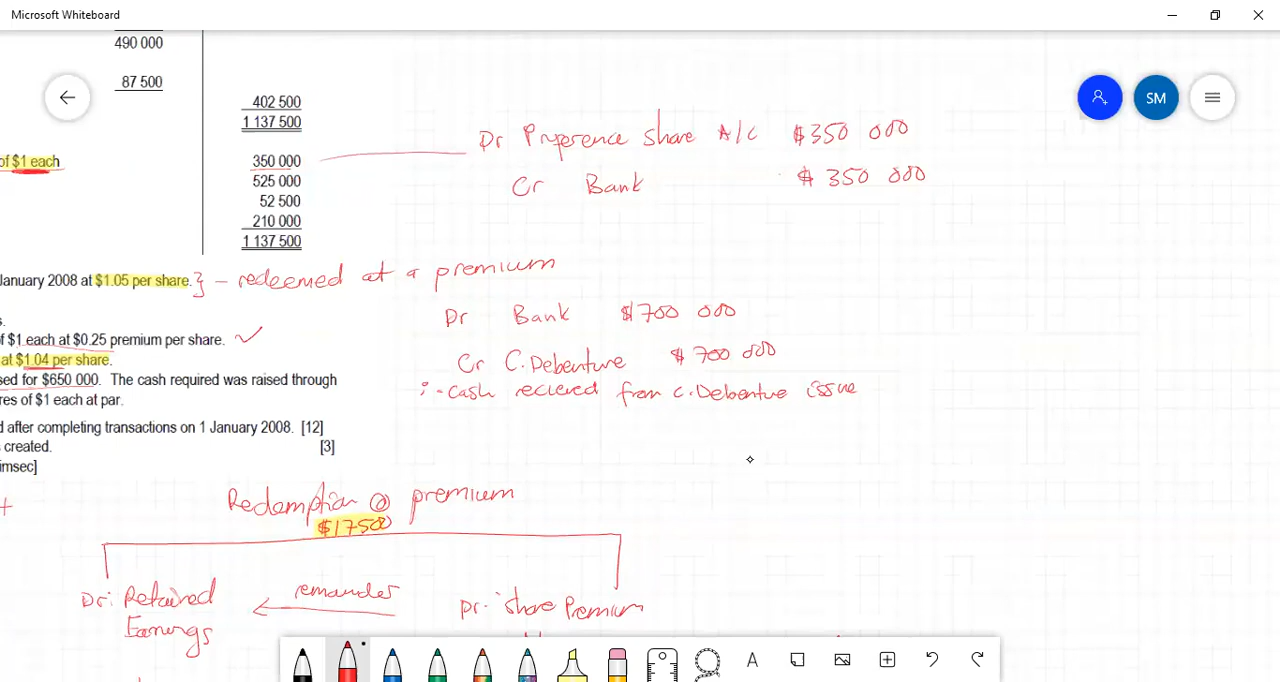 Microsoft Whiteboard
490 000
87 500
402 500
1 137 500
of $1 each
350 000
525 000
52 500
210 000
1 137 500
Dr Preference share A/C $350 000
Cr Bank $350 000
SM
January 2008 at $1.05 per share. } - redeemed at a premium
s.
of $1 each at $0.25 premium per share.
at $1.04 per share.
sed for $650 000. The cash required was raised through
res of $1 each at par.
Dr Bank $700 000
Cr C.Debenture $700 000
:- Cash recieved from C.Debentue issue
d after completing transactions on 1 January 2008. [12]
s created. [3]
imsec]
+
Redemption @ premium
$17500
Dr: Retained
Earnings
remainder
Dr:- Share Premium
A